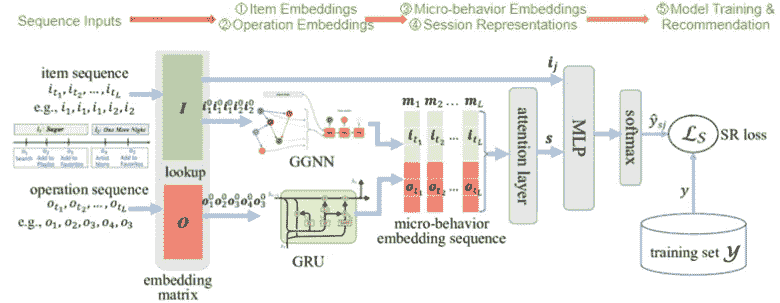 Sequence Inputs
①Item Embeddings
②Operation Embeddings
③Micro-behavior Embeddings
④Session Representations
⑤Model Training &
Recommendation
item sequence
i_{t_1}, i_{t_2}, ..., i_{t_L}
e.g., i_1, i_1, i_1, i_2, i_2
i_1: Sugar
i_2: One More Night
o_1 o_2 o_3 o_4 o_3
Search
Add to Playlist
Add to Favorites
Artist More
Add to Favorites
operation sequence
o_{t_1}, o_{t_2}, ..., o_{t_L}
e.g., o_1, o_2, o_3, o_4, o_3
I
lookup
O
embedding
matrix
i_1^0 i_1^0 i_1^0 i_2^0 i_2^0
GGNN
o_1^0 o_2^0 o_3^0 o_4^0 o_3^0
GRU
m_1 m_2 ... m_L
i_{t_1} i_{t_2} ... i_{t_L}
o_{t_1} o_{t_2} ... o_{t_L}
micro-behavior
embedding sequence
attention layer
i_j
s
MLP
softmax
ŷ_{sj}
L_S
SR loss
y
training set Y